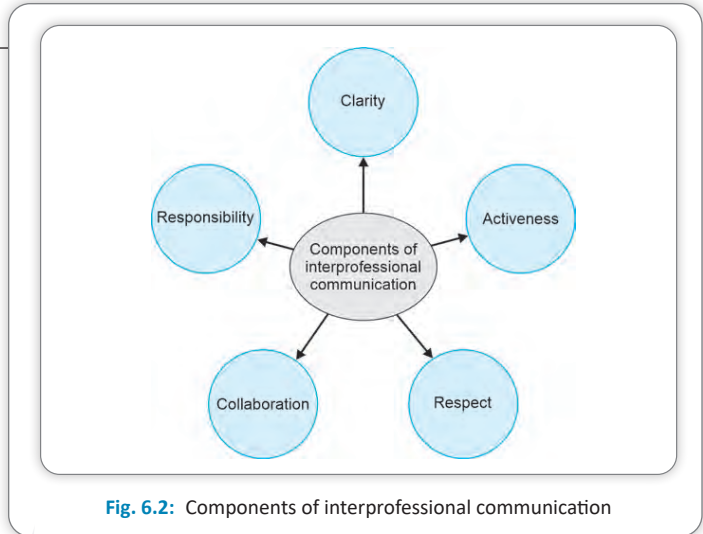 Clarity
Responsibility
Activeness
Components of
interprofessional
communication
Collaboration
Respect
Fig. 6.2: Components of interprofessional communication